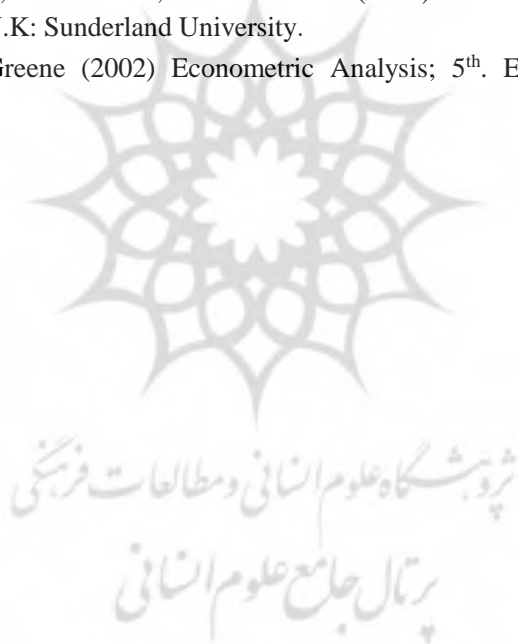 J.K: Sunderland University.
Greene (2002) Econometric Analysis; 5th. E
پژوهشگاه علوم انسانی و مطالعات فرهنگی
پرتال جامع علوم انسانی